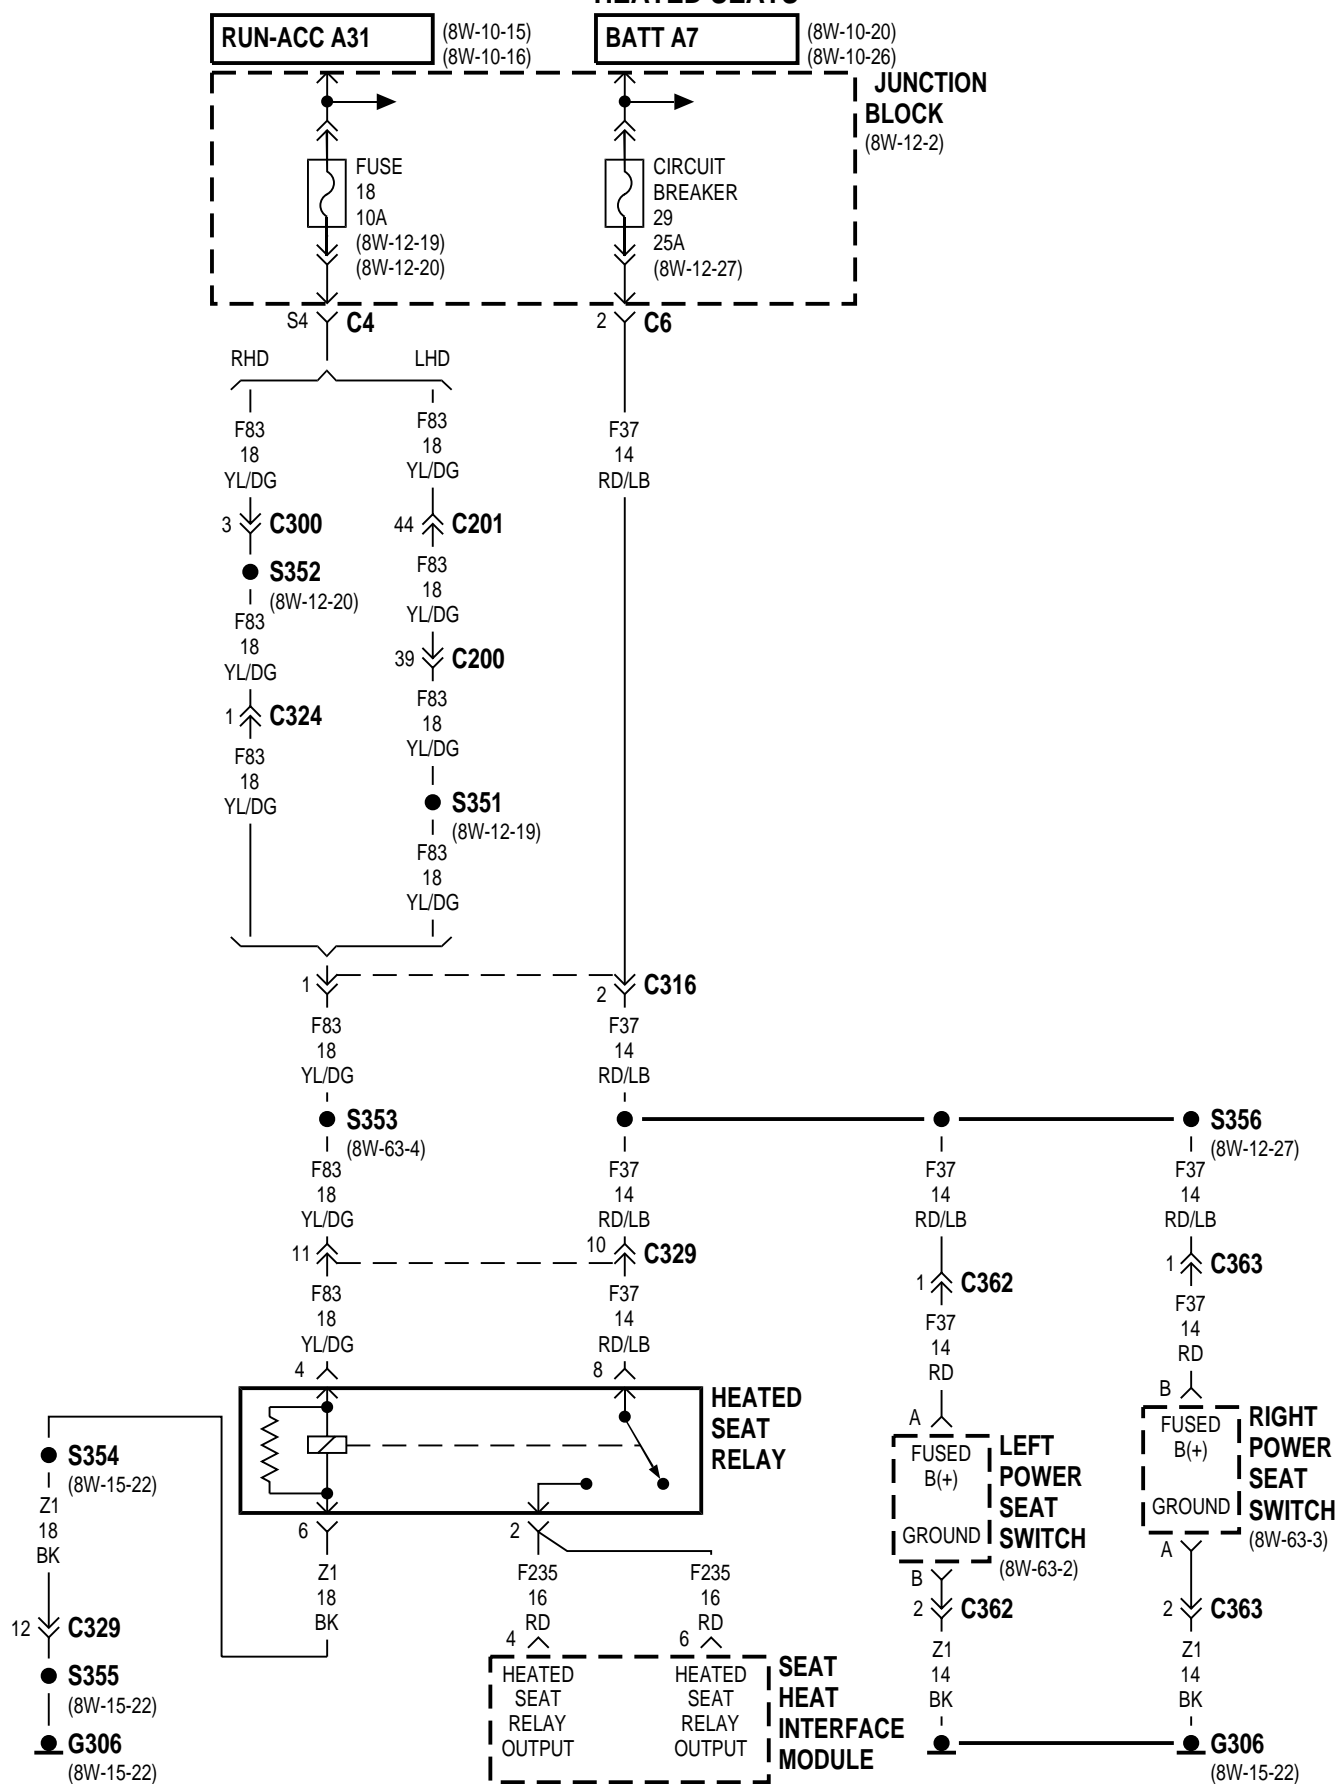 HEATED SEATS
RUN-ACC A31
(8W-10-15)
(8W-10-16)
BATT A7
(8W-10-20)
(8W-10-26)
JUNCTION
BLOCK
(8W-12-2)
FUSE
18
10A
(8W-12-19)
(8W-12-20)
CIRCUIT
BREAKER
29
25A
(8W-12-27)
S4 C4
2 C6
RHD
LHD
F83
18
YL/DG
F83
18
YL/DG
F37
14
RD/LB
3 C300
44 C201
S352
(8W-12-20)
F83
18
YL/DG
F83
18
YL/DG
39 C200
1 C324
F83
18
YL/DG
F83
18
YL/DG
S351
(8W-12-19)
F83
18
YL/DG
1
2 C316
F83
18
YL/DG
F37
14
RD/LB
S353
(8W-63-4)
S356
(8W-12-27)
F83
18
YL/DG
F37
14
RD/LB
F37
14
RD/LB
F37
14
RD/LB
11
10 C329
1 C362
1 C363
F83
18
YL/DG
F37
14
RD/LB
F37
14
RD
F37
14
RD
4
8
A
B
HEATED
SEAT
RELAY
FUSED
B(+)
GROUND
LEFT
POWER
SEAT
SWITCH
(8W-63-2)
FUSED
B(+)
GROUND
RIGHT
POWER
SEAT
SWITCH
(8W-63-3)
S354
(8W-15-22)
Z1
18
BK
6
2
B
A
Z1
18
BK
F235
16
RD
F235
16
RD
12 C329
2 C362
2 C363
4
6
S355
(8W-15-22)
Z1
14
BK
Z1
14
BK
HEATED
SEAT
RELAY
OUTPUT
HEATED
SEAT
RELAY
OUTPUT
SEAT
HEAT
INTERFACE
MODULE
G306
(8W-15-22)
G306
(8W-15-22)